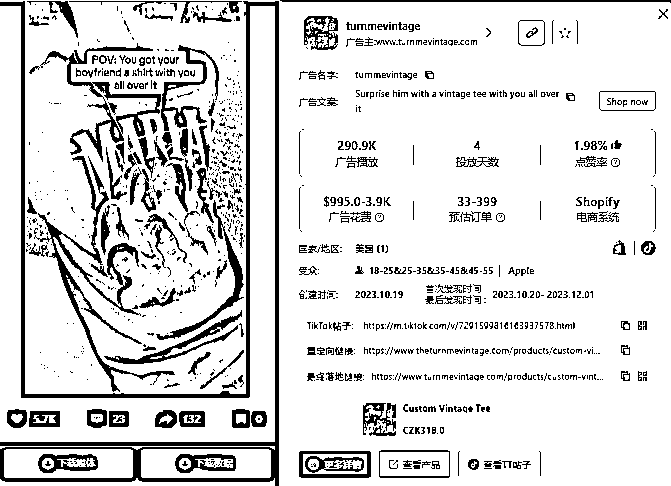 POV: You got your
boyfriend a shirt with you
all over it
MARIA
5.7K
23
132
0
下载媒体
下载数据
turnmevintage
广告主:www.turnmevintage.com
广告名字: turnmevintage
广告文案: Surprise him with a vintage tee with you all over
it
Shop now
290.9K
广告播放
4
投放天数
1.98%
点赞率
$995.0-3.9K
广告花费
33-399
预估订单
Shopify
电商系统
国家/地区: 美国 (1)
受众: 18-25&25-35&35-45&45-55 | Apple
创建时间: 2023.10.19
首次发现时间
最后发现时间: 2023.10.20- 2023.12.01
TikTok帖子: https://m.tiktok.com/v/7291599816163937578.html
重定向链接: https://www.theturnmevintage.com/products/custom-vi...
最终落地链接: https://www.turnmevintage.com/products/custom-vint...
Custom Vintage Tee
CZK318.0
更多详情
查看产品
查看TT帖子